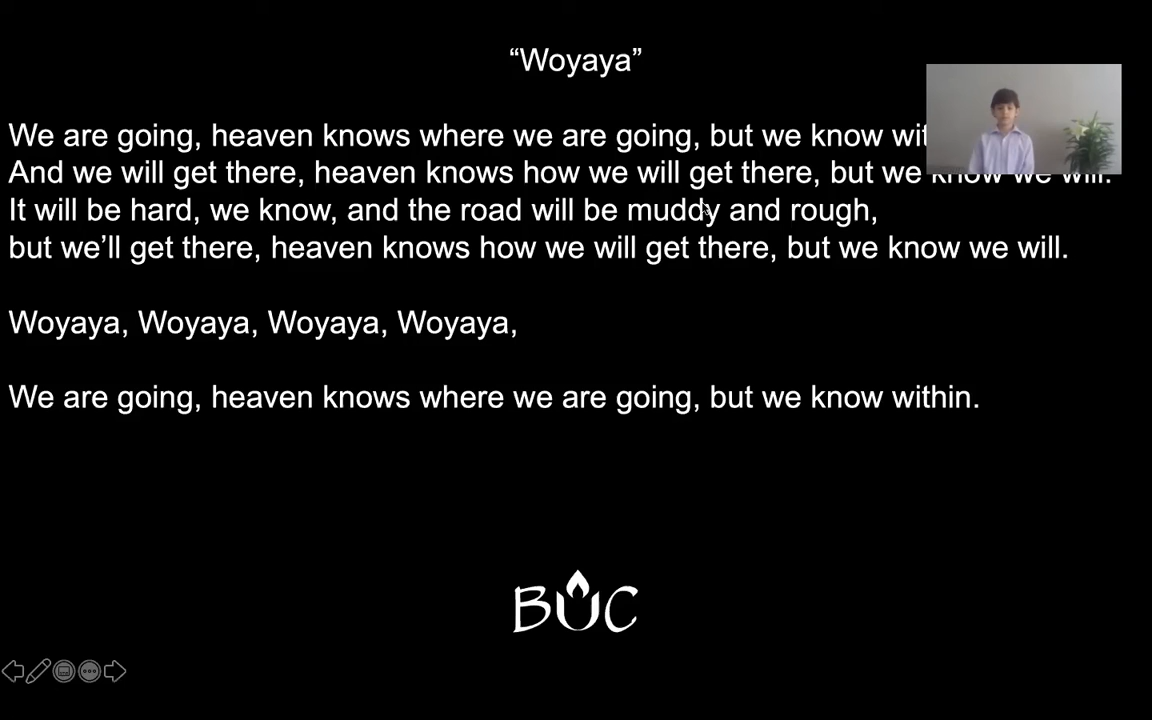 “Woyaya”
We are going, heaven knows where we are going, but we know
And we will get there, heaven knows how we will get there, but we know we will.
It will be hard, we know, and the road will be muddy and rough,
but we’ll get there, heaven knows how we will get there, but we know we will.
Woyaya, Woyaya, Woyaya, Woyaya,
We are going, heaven knows where we are going, but we know within.
BUC